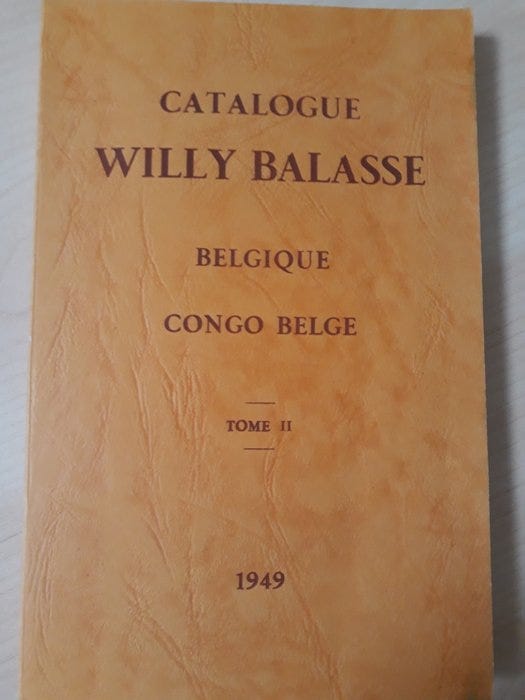 CATALOGUE
WILLY BALASSE
BELGIQUE
CONGO BELGE
TOME II
1949